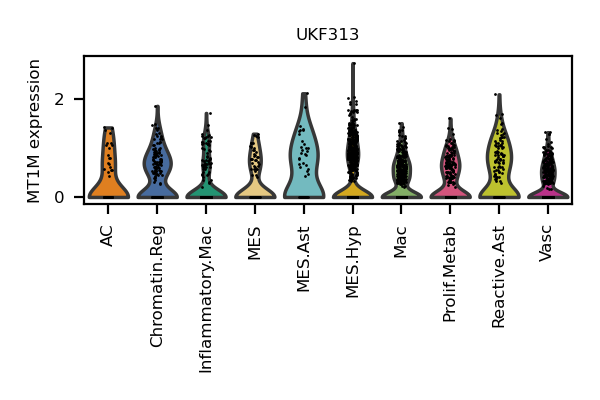 UKF313
MT1M expression
2
0
AC
Chromatin.Reg
Inflammatory.Mac
MES
MES.Ast
MES.Hyp
Mac
Prolif.Metab
Reactive.Ast
Vasc